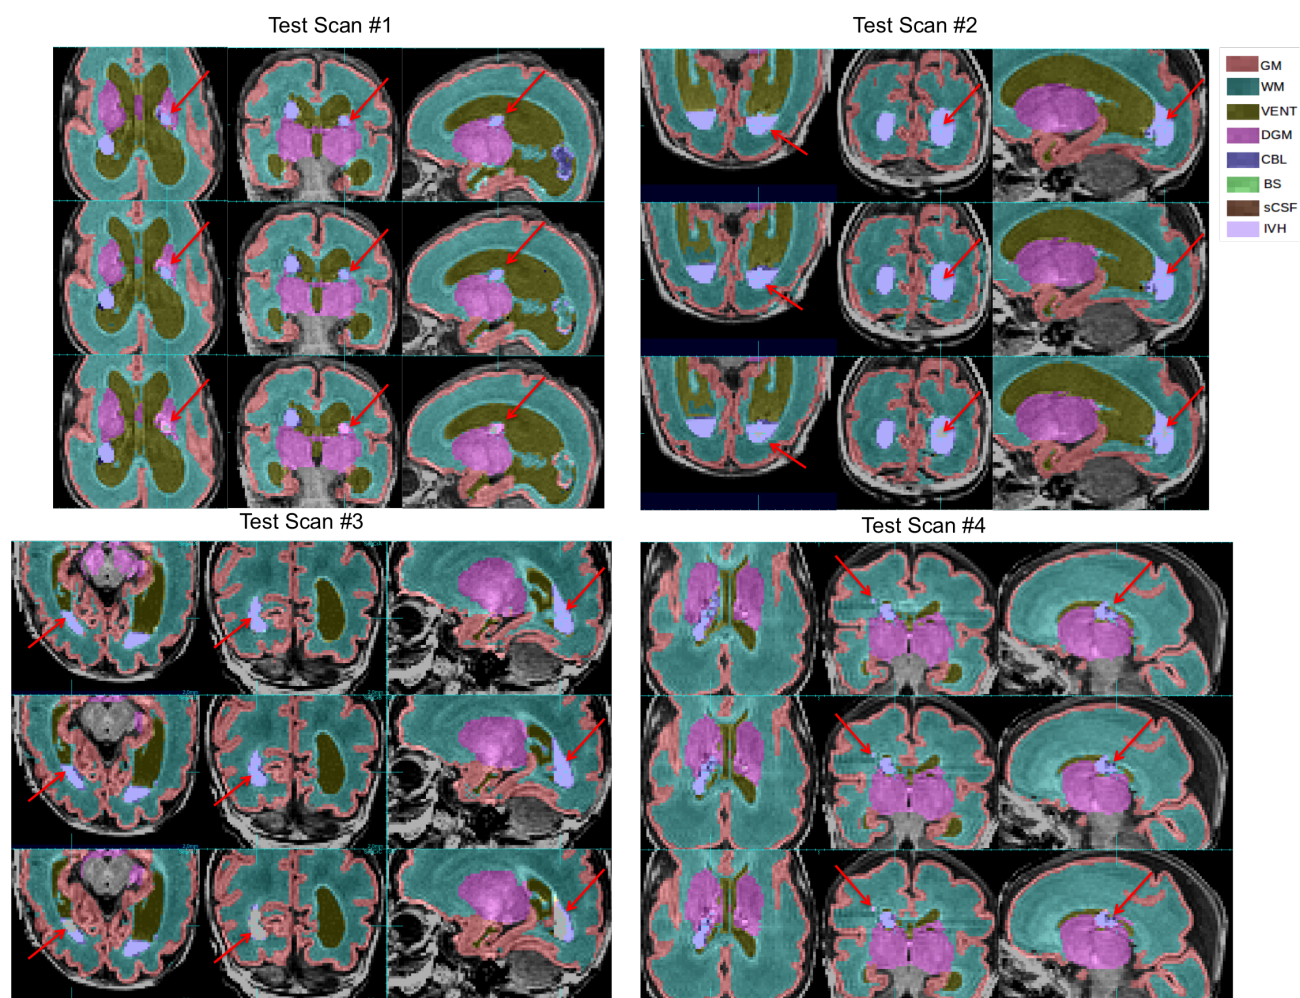 Test Scan #1
Test Scan #2
GM
WM
VENT
DGM
CBL
BS
sCSF
IVH
Test Scan #3
Test Scan #4